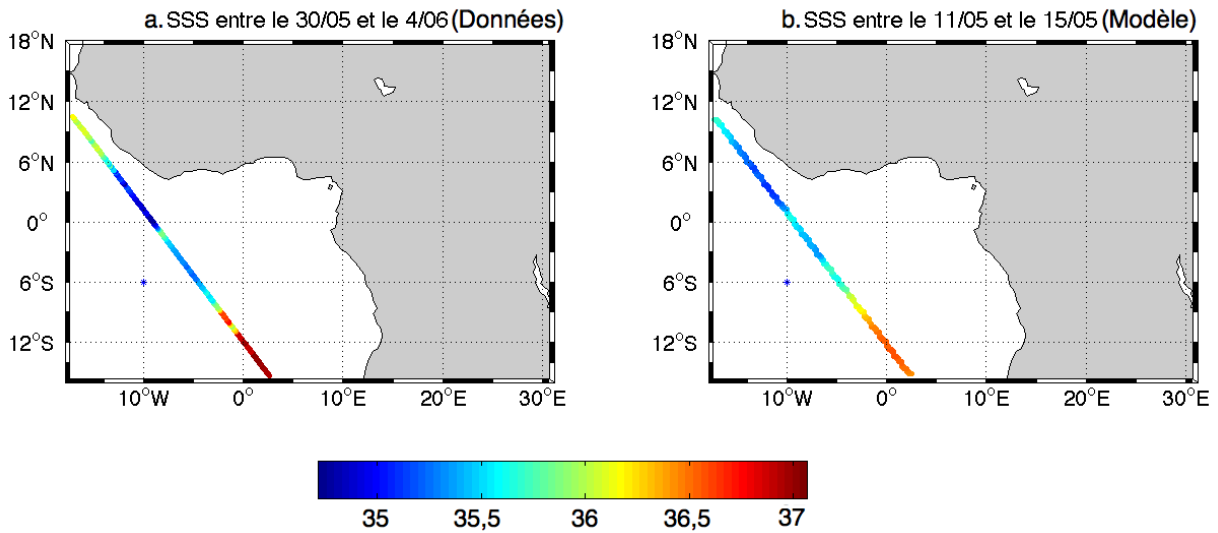 a. SSS entre le 30/05 et le 4/06 (Données)
18°N
12°N
6°N
0°
6°S
12°S
10°W 0° 10°E 20°E 30°E
b. SSS entre le 11/05 et le 15/05 (Modèle)
18°N
12°N
6°N
0°
6°S
12°S
10°W 0° 10°E 20°E 30°E
35 35,5 36 36,5 37